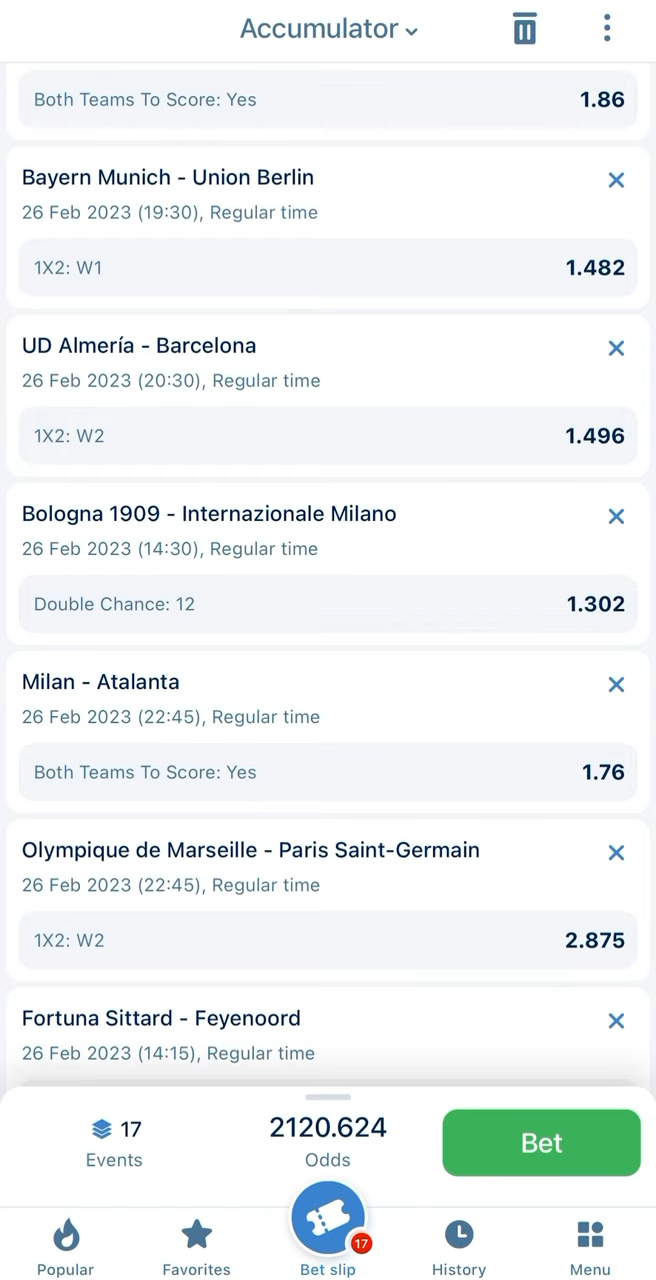 Accumulator
Both Teams To Score: Yes 1.86
Bayern Munich - Union Berlin
26 Feb 2023 (19:30), Regular time
1X2: W1 1.482
UD Almería - Barcelona
26 Feb 2023 (20:30), Regular time
1X2: W2 1.496
Bologna 1909 - Internazionale Milano
26 Feb 2023 (14:30), Regular time
Double Chance: 12 1.302
Milan - Atalanta
26 Feb 2023 (22:45), Regular time
Both Teams To Score: Yes 1.76
Olympique de Marseille - Paris Saint-Germain
26 Feb 2023 (22:45), Regular time
1X2: W2 2.875
Fortuna Sittard - Feyenoord
26 Feb 2023 (14:15), Regular time
17 2120.624 Bet
Events Odds
17
Popular Favorites Bet slip History Menu